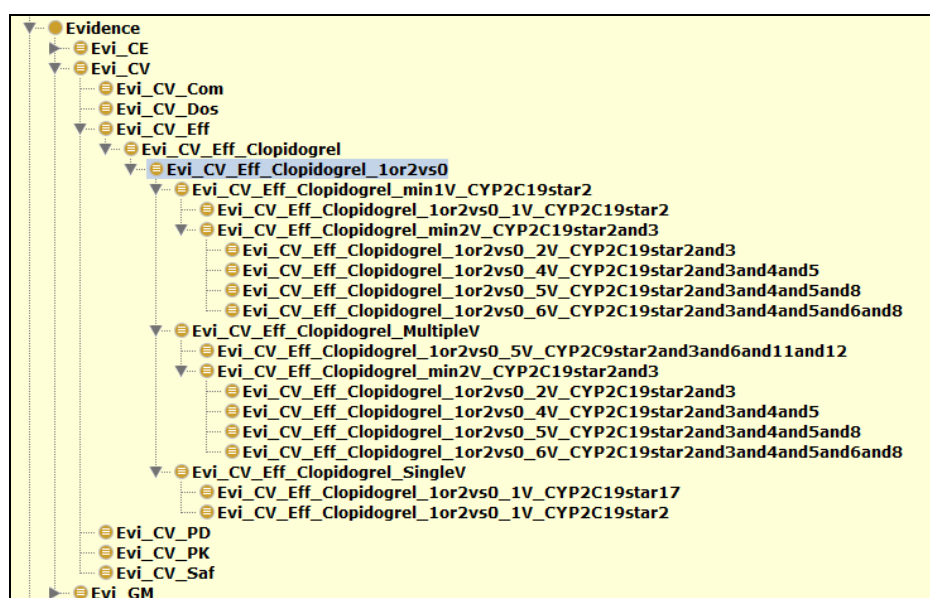 Evidence
Evi_CE
Evi_CV
Evi_CV_Com
Evi_CV_Dos
Evi_CV_Eff
Evi_CV_Eff_Clopidogrel
Evi_CV_Eff_Clopidogrel_1or2vs0
Evi_CV_Eff_Clopidogrel_min1V_CYP2C19star2
Evi_CV_Eff_Clopidogrel_1or2vs0_1V_CYP2C19star2
Evi_CV_Eff_Clopidogrel_min2V_CYP2C19star2and3
Evi_CV_Eff_Clopidogrel_1or2vs0_2V_CYP2C19star2and3
Evi_CV_Eff_Clopidogrel_1or2vs0_4V_CYP2C19star2and3and4and5
Evi_CV_Eff_Clopidogrel_1or2vs0_5V_CYP2C19star2and3and4and5and8
Evi_CV_Eff_Clopidogrel_1or2vs0_6V_CYP2C19star2and3and4and5and6and8
Evi_CV_Eff_Clopidogrel_MultipleV
Evi_CV_Eff_Clopidogrel_1or2vs0_5V_CYP2C9star2and3and6and11and12
Evi_CV_Eff_Clopidogrel_min2V_CYP2C19star2and3
Evi_CV_Eff_Clopidogrel_1or2vs0_2V_CYP2C19star2and3
Evi_CV_Eff_Clopidogrel_1or2vs0_4V_CYP2C19star2and3and4and5
Evi_CV_Eff_Clopidogrel_1or2vs0_5V_CYP2C19star2and3and4and5and8
Evi_CV_Eff_Clopidogrel_1or2vs0_6V_CYP2C19star2and3and4and5and6and8
Evi_CV_Eff_Clopidogrel_SingleV
Evi_CV_Eff_Clopidogrel_1or2vs0_1V_CYP2C19star17
Evi_CV_Eff_Clopidogrel_1or2vs0_1V_CYP2C19star2
Evi_CV_PD
Evi_CV_PK
Evi_CV_Saf
Evi_GM